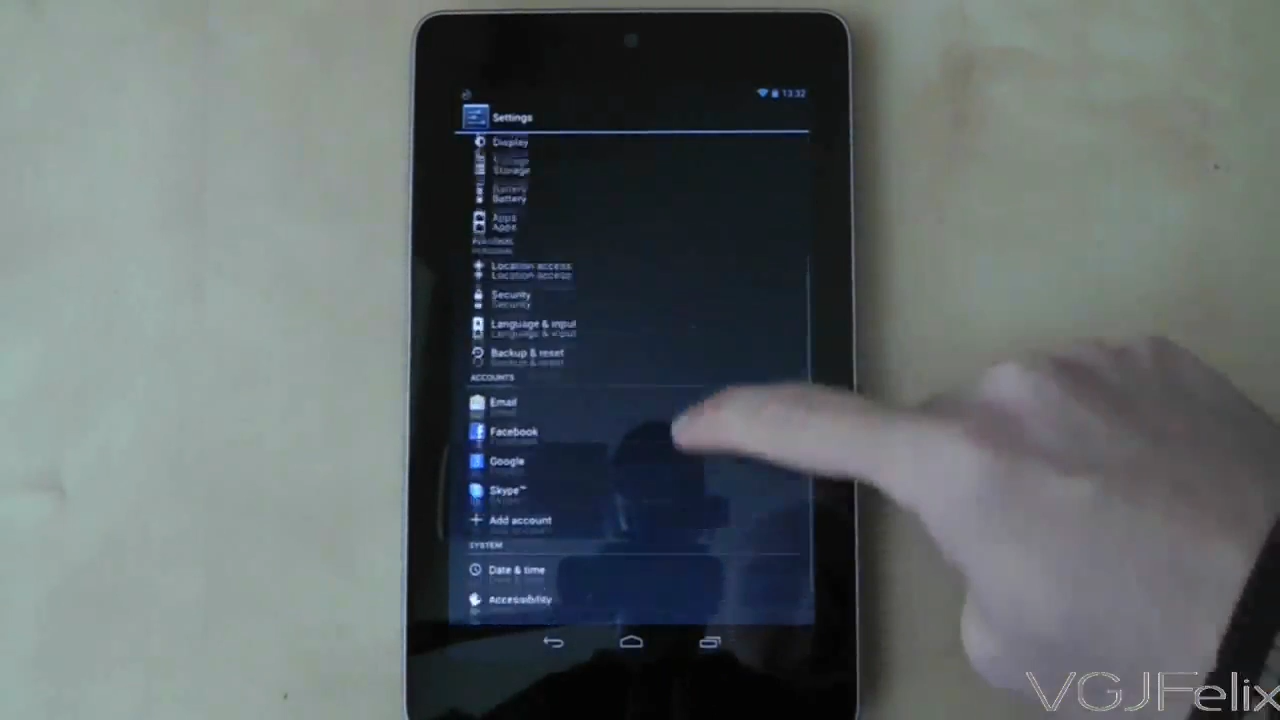 13:32
Settings
Display
Storage
Battery
Apps
PERSONAL
Location access
Security
Language & input
Backup & reset
ACCOUNTS
Email
Facebook
Google
Skype™
Add account
SYSTEM
Date & time
Accessibility
VGJFelix